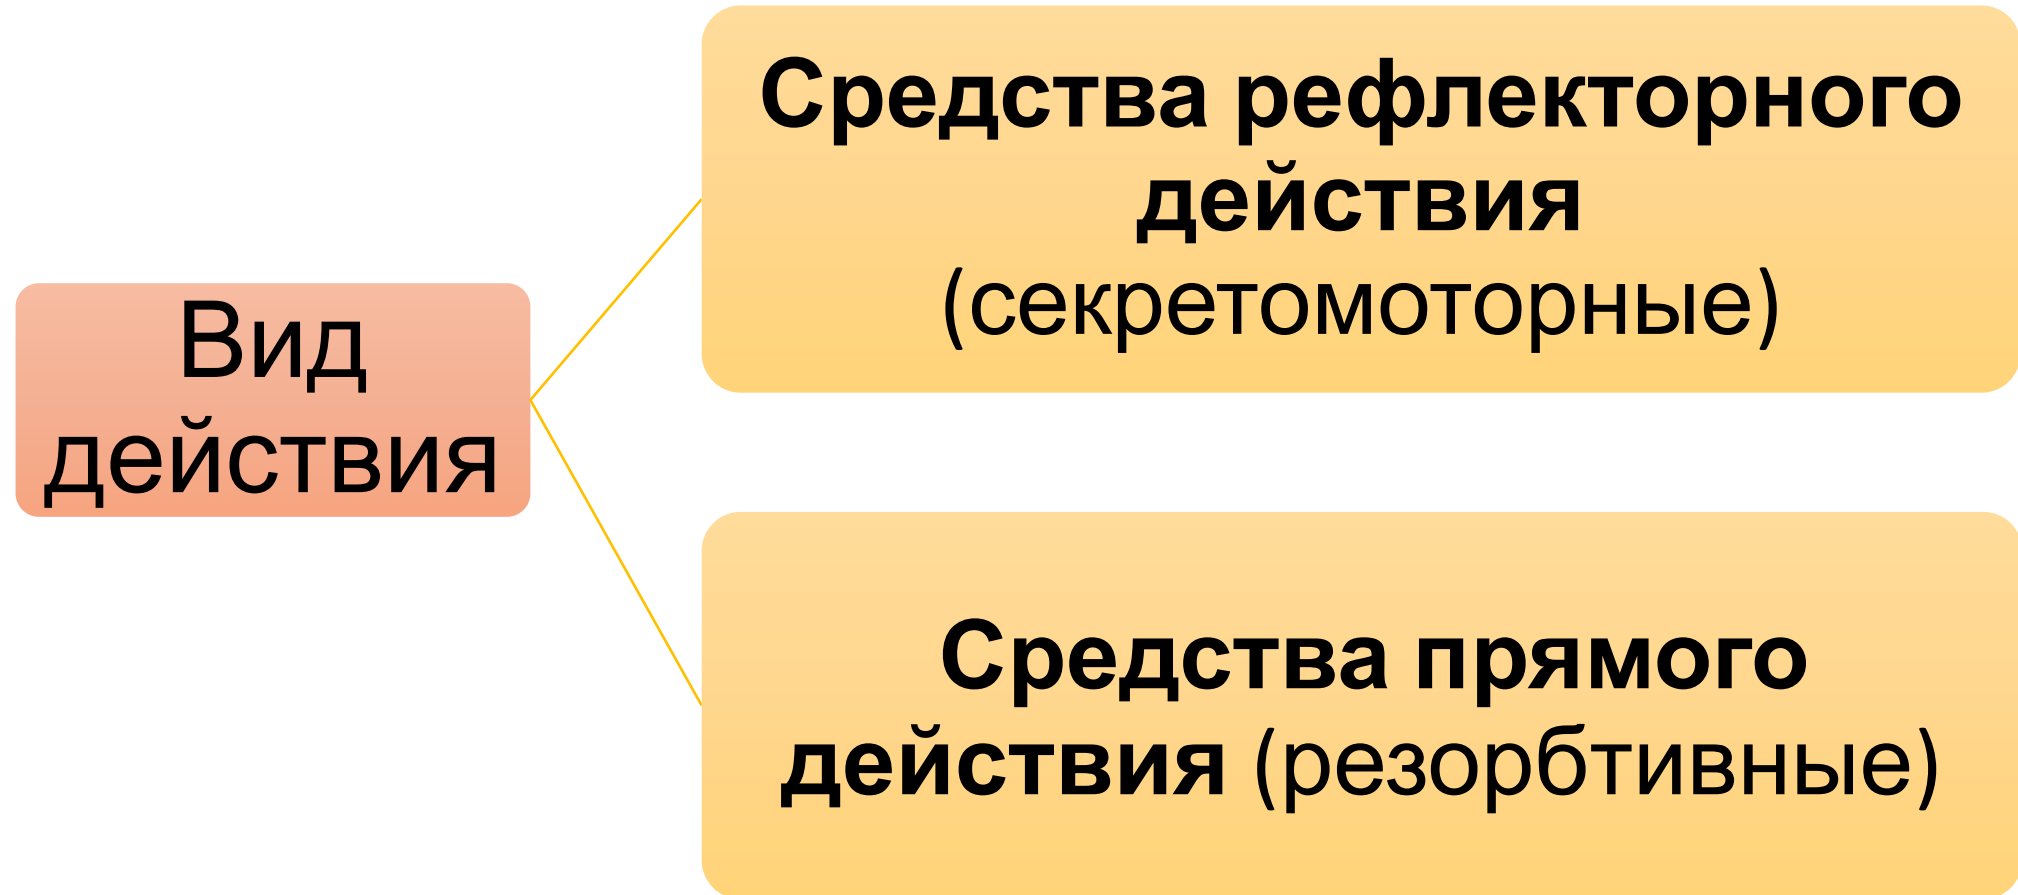 Вид
действия
Средства рефлекторного
действия
(секретомоторные)
Средства прямого
действия (резорбтивные)